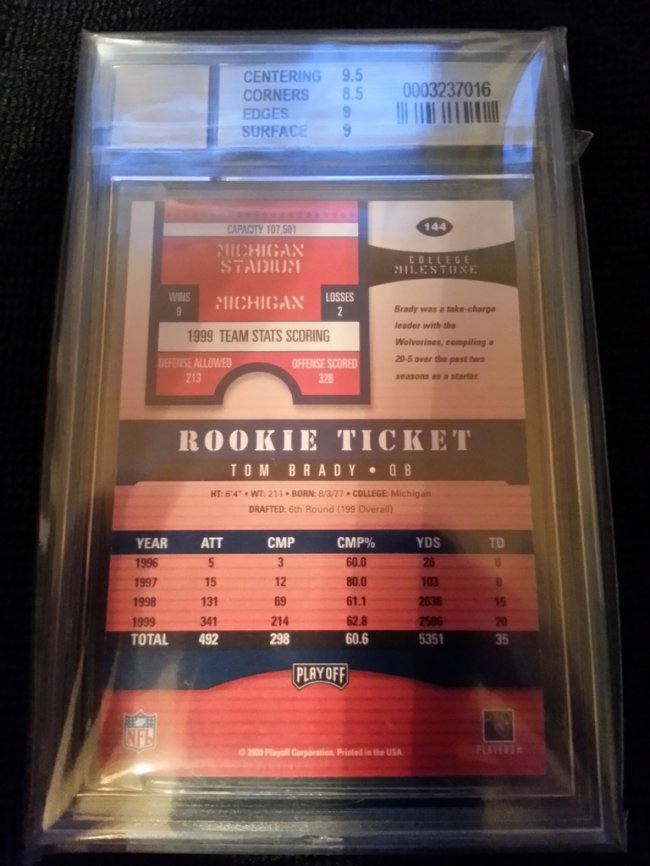 CENTERING 9.5
CORNERS 8.5
EDGES 9
SURFACE 9
0003237016
CAPACITY 107,501
MICHIGAN
STADIUM
WINS
9
MICHIGAN
LOSSES
2
1999 TEAM STATS SCORING
DEFENSE ALLOWED
213
OFFENSE SCORED
326
144
COLLEGE
MILESTONE
Brady was a take-charge
leader with the
Wolverines, compiling a
20-5 over the past two
seasons as a starter.
ROOKIE TICKET
TOM BRADY • QB
HT: 6'4" • WT: 211 • BORN: 8/3/77 • COLLEGE: Michigan
DRAFTED: 6th Round (199 Overall)
YEAR ATT CMP CMP% YDS TD
1996 5 3 60.0 26 0
1997 15 12 80.0 103 0
1998 131 69 61.1 2636 15
1999 341 214 62.8 2586 20
TOTAL 492 298 60.6 5351 35
PLAYOFF
NFL
© 2000 Playoff Corporation. Printed in the USA.
PLAYERS